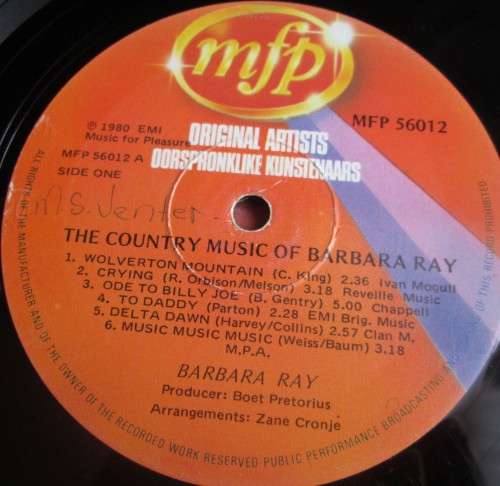 mfp
℗ 1980 EMI
Music for Pleasure
ORIGINAL ARTISTS
OORSPRONKLIKE KUNSTENAARS
MFP 56012
MFP 56012 A
SIDE ONE
M.S. Venter.
THE COUNTRY MUSIC OF BARBARA RAY
1. WOLVERTON MOUNTAIN (C. King) 2.36 Ivan Mogull
2. CRYING (R. Orbison/Melson) 3.18 Reveille Music
3. ODE TO BILLY JOE (B. Gentry) 5.00 Chappell
4. TO DADDY (Parton) 2.28 EMI Brig. Music
5. DELTA DAWN (Harvey/Collins) 2.57 Clan M.
6. MUSIC MUSIC MUSIC (Weiss/Baum) 3.18
M.P.A.
BARBARA RAY
Producer: Boet Pretorius
Arrangements: Zane Cronje
ALL RIGHTS OF THE MANUFACTURER AND OF THE OWNER OF THE RECORDED WORK RESERVED PUBLIC PERFORMANCE BROADCASTING OF THIS RECORD